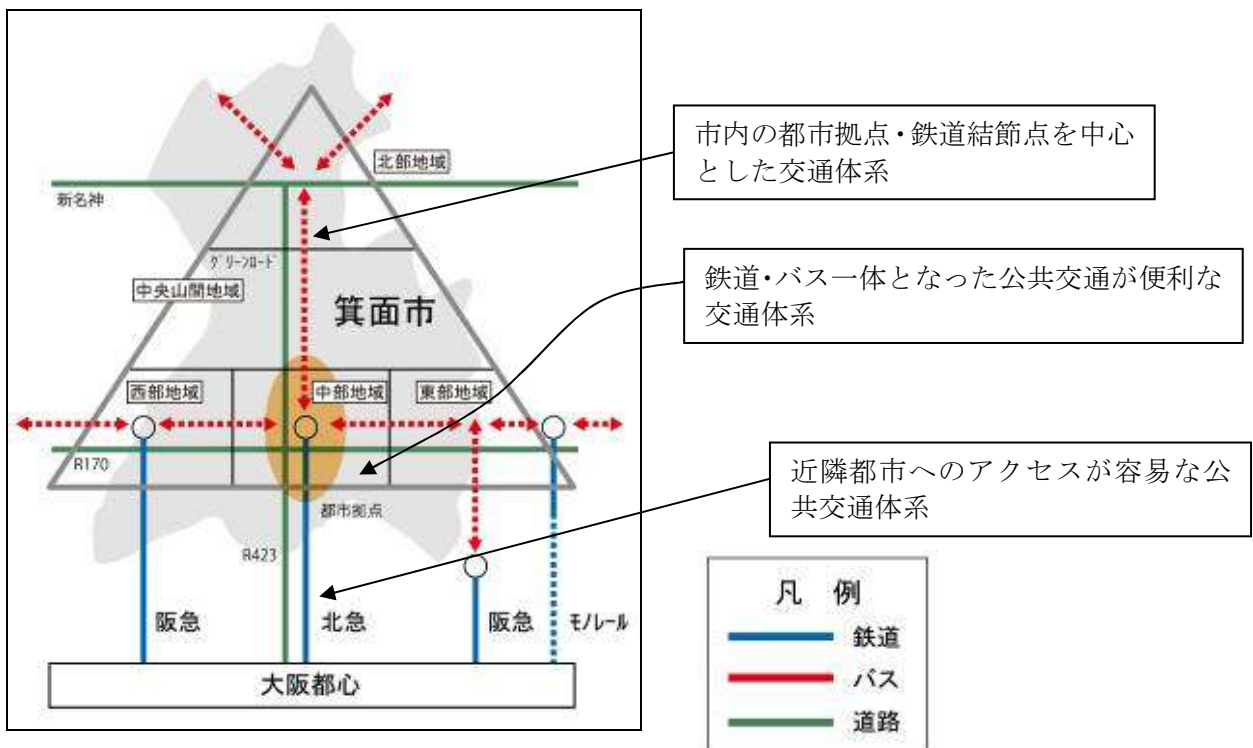 北部地域
新名神
グリーンロード
中央山間地域
箕面市
西部地域
中部地域
東部地域
R170
都市拠点
R423
阪急
北急
阪急
モノレール
大阪都心
市内の都市拠点・鉄道結節点を中心
とした交通体系
鉄道・バス一体となった公共交通が便利な
交通体系
近隣都市へのアクセスが容易な公
共交通体系
凡 例
鉄道
バス
道路